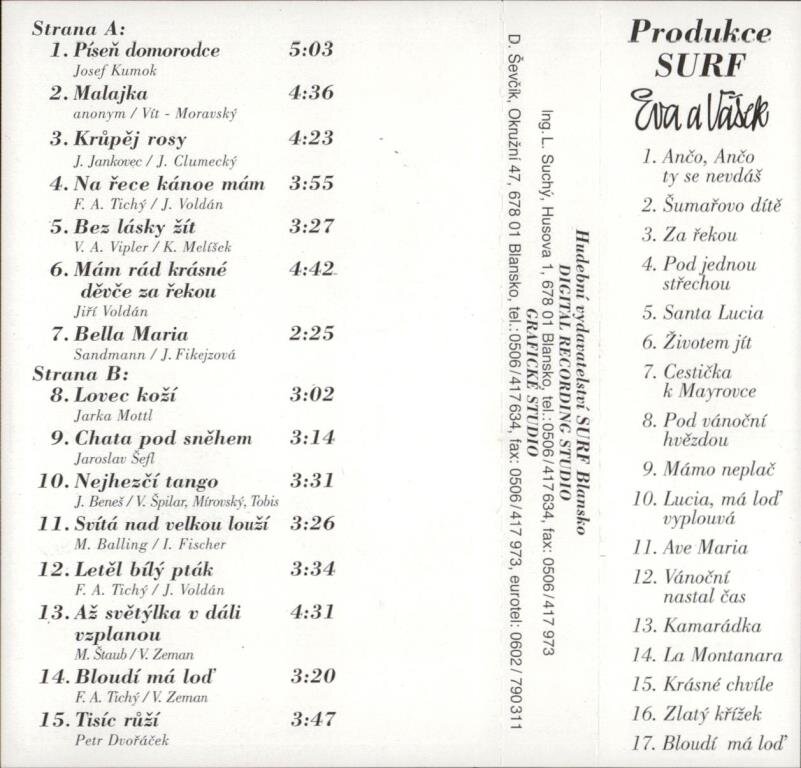 Strana A:
1. Píseň domorodce 5:03
Josef Kumok
2. Malajka 4:36
anonym / Vít - Moravský
3. Krůpěj rosy 4:23
J. Jankovec / J. Clumecký
4. Na řece kánoe mám 3:55
F. A. Tichý / J. Voldán
5. Bez lásky žít 3:27
V. A. Vipler / K. Melíšek
6. Mám rád krásné 4:42
děvče za řekou
Jiří Voldán
7. Bella Maria 2:25
Sandmann / J. Fikejzová
Strana B:
8. Lovec koží 3:02
Jarka Mottl
9. Chata pod sněhem 3:14
Jaroslav Šefl
10. Nejhezčí tango 3:31
J. Beneš / V. Špilar, Mírovský, Tobis
11. Svítá nad velkou louží 3:26
M. Balling / I. Fischer
12. Letěl bílý pták 3:34
F. A. Tichý / J. Voldán
13. Až světýlka v dáli 4:31
vzplanou
M. Štaub / V. Zeman
14. Bloudí má loď 3:20
F. A. Tichý / V. Zeman
15. Tisíc růží 3:47
Petr Dvořáček
Hudební vydavatelství SURF Blansko
DIGITAL RECORDING STUDIO
Ing. L. Suchý, Husova 1, 678 01 Blansko, tel.: 0506/417 634, fax: 0506/417 973
GRAFICKÉ STUDIO
D. Ševčík, Okružní 47, 678 01 Blansko, tel.: 0506/417 634, fax: 0506/417 973, eurotel: 0602/790 311
Produkce
SURF
Eva a Vašek
1. Ančo, Ančo
ty se nevdáš
2. Šumařovo dítě
3. Za řekou
4. Pod jednou
střechou
5. Santa Lucia
6. Životem jít
7. Cestička
k Mayrovce
8. Pod vánoční
hvězdou
9. Mámo neplač
10. Lucia, má loď
vyplouvá
11. Ave Maria
12. Vánoční
nastal čas
13. Kamarádka
14. La Montanara
15. Krásné chvíle
16. Zlatý křížek
17. Bloudí má loď